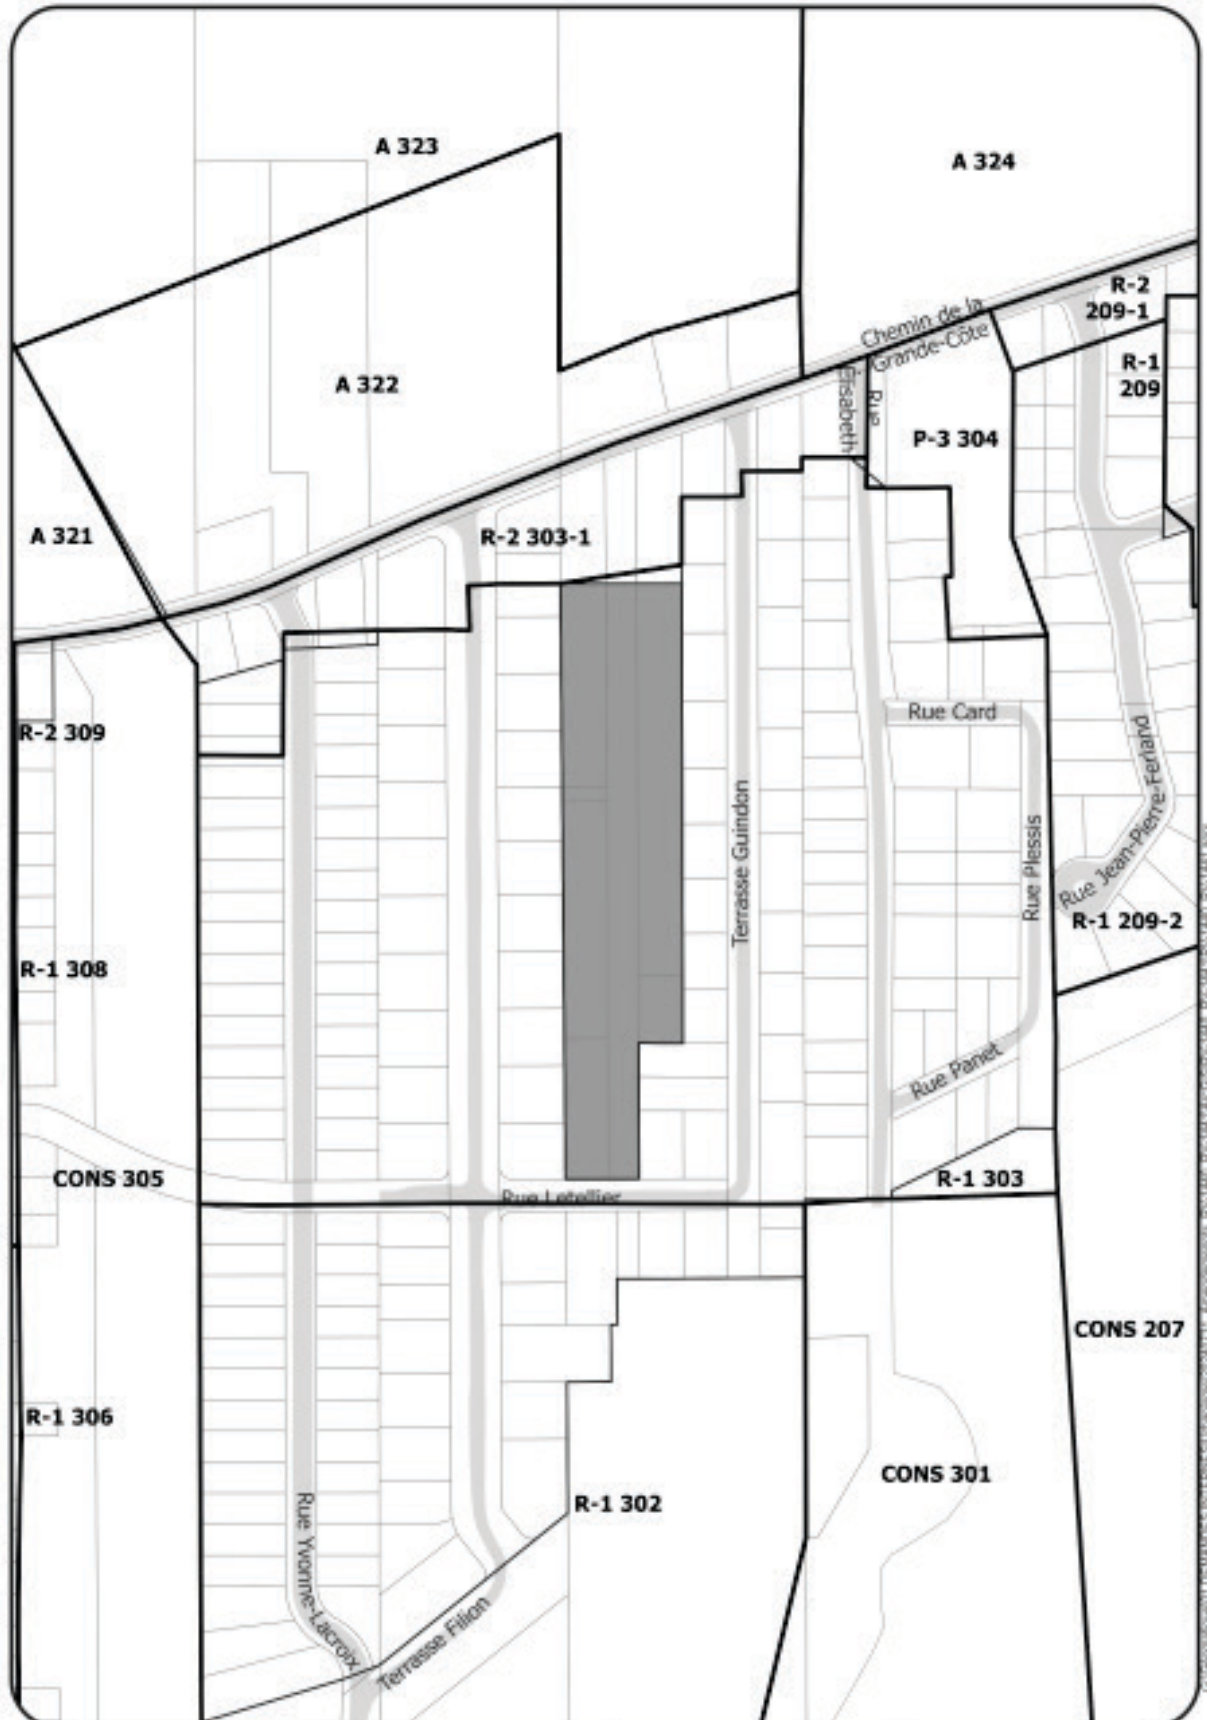 A 323
A 324
R-2
209-1
Chemin de la
Grande-Côte
R-1
209
A 322
Elisabeth
Rue
P-3 304
A 321
R-2 303-1
Rue Card
R-2 309
Terrasse Guindon
Rue Plessis
Rue Jean-Pierre-Ferland
R-1 209-2
R-1 308
Rue Panet
CONS 305
R-1 303
Rue Letellier
CONS 207
R-1 306
CONS 301
R-1 302
Rue Yvonne-Lacroix
Terrasse Filion